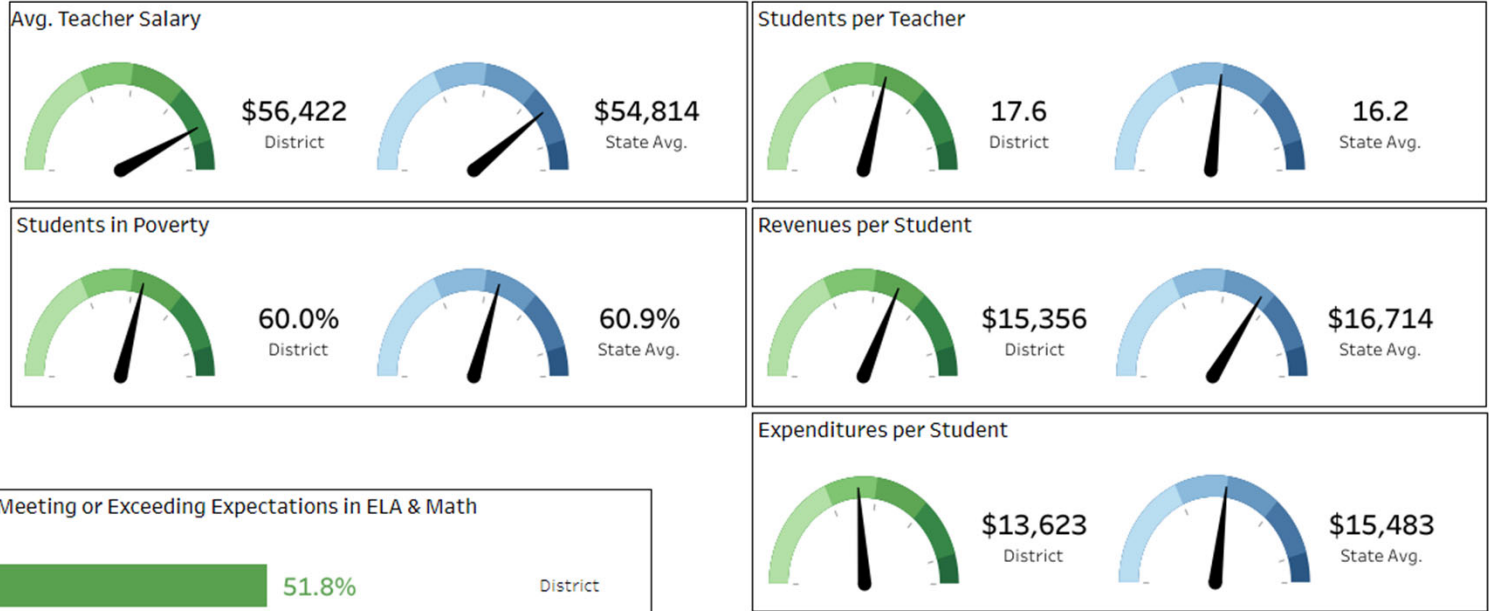 Avg. Teacher Salary
$56,422
District
$54,814
State Avg.
Students per Teacher
17.6
District
16.2
State Avg.
Students in Poverty
60.0%
District
60.9%
State Avg.
Revenues per Student
$15,356
District
$16,714
State Avg.
Expenditures per Student
$13,623
District
$15,483
State Avg.
Meeting or Exceeding Expectations in ELA & Math
51.8%
District